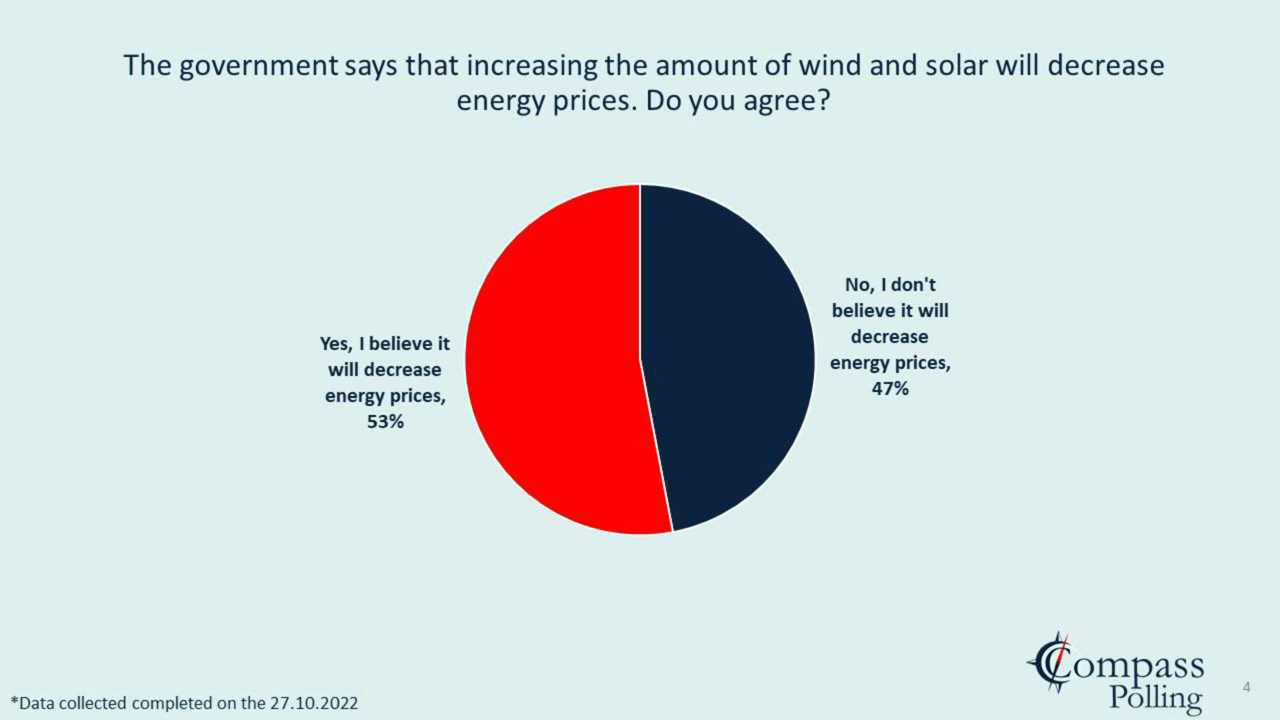 The government says that increasing the amount of wind and solar will decrease
energy prices. Do you agree?
No, I don't
believe it will
decrease
energy prices,
47%
Yes, I believe it
will decrease
energy prices,
53%
Compass
Polling
4
*Data collected completed on the 27.10.2022